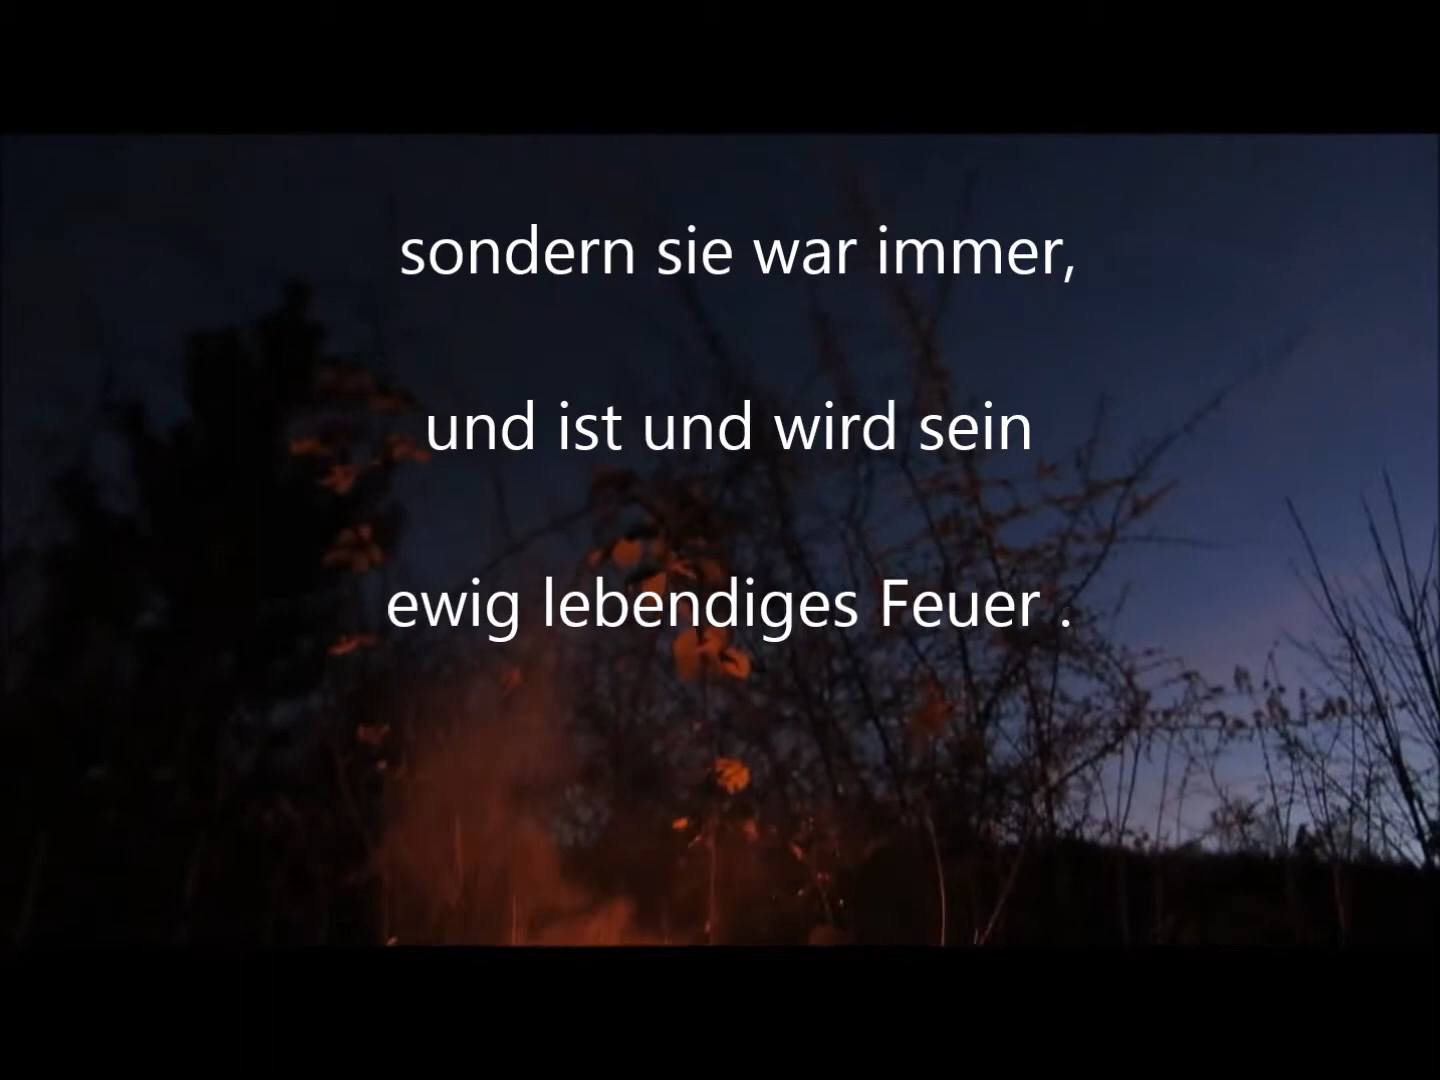 sondern sie war immer,
und ist und wird sein
ewig lebendiges Feuer .